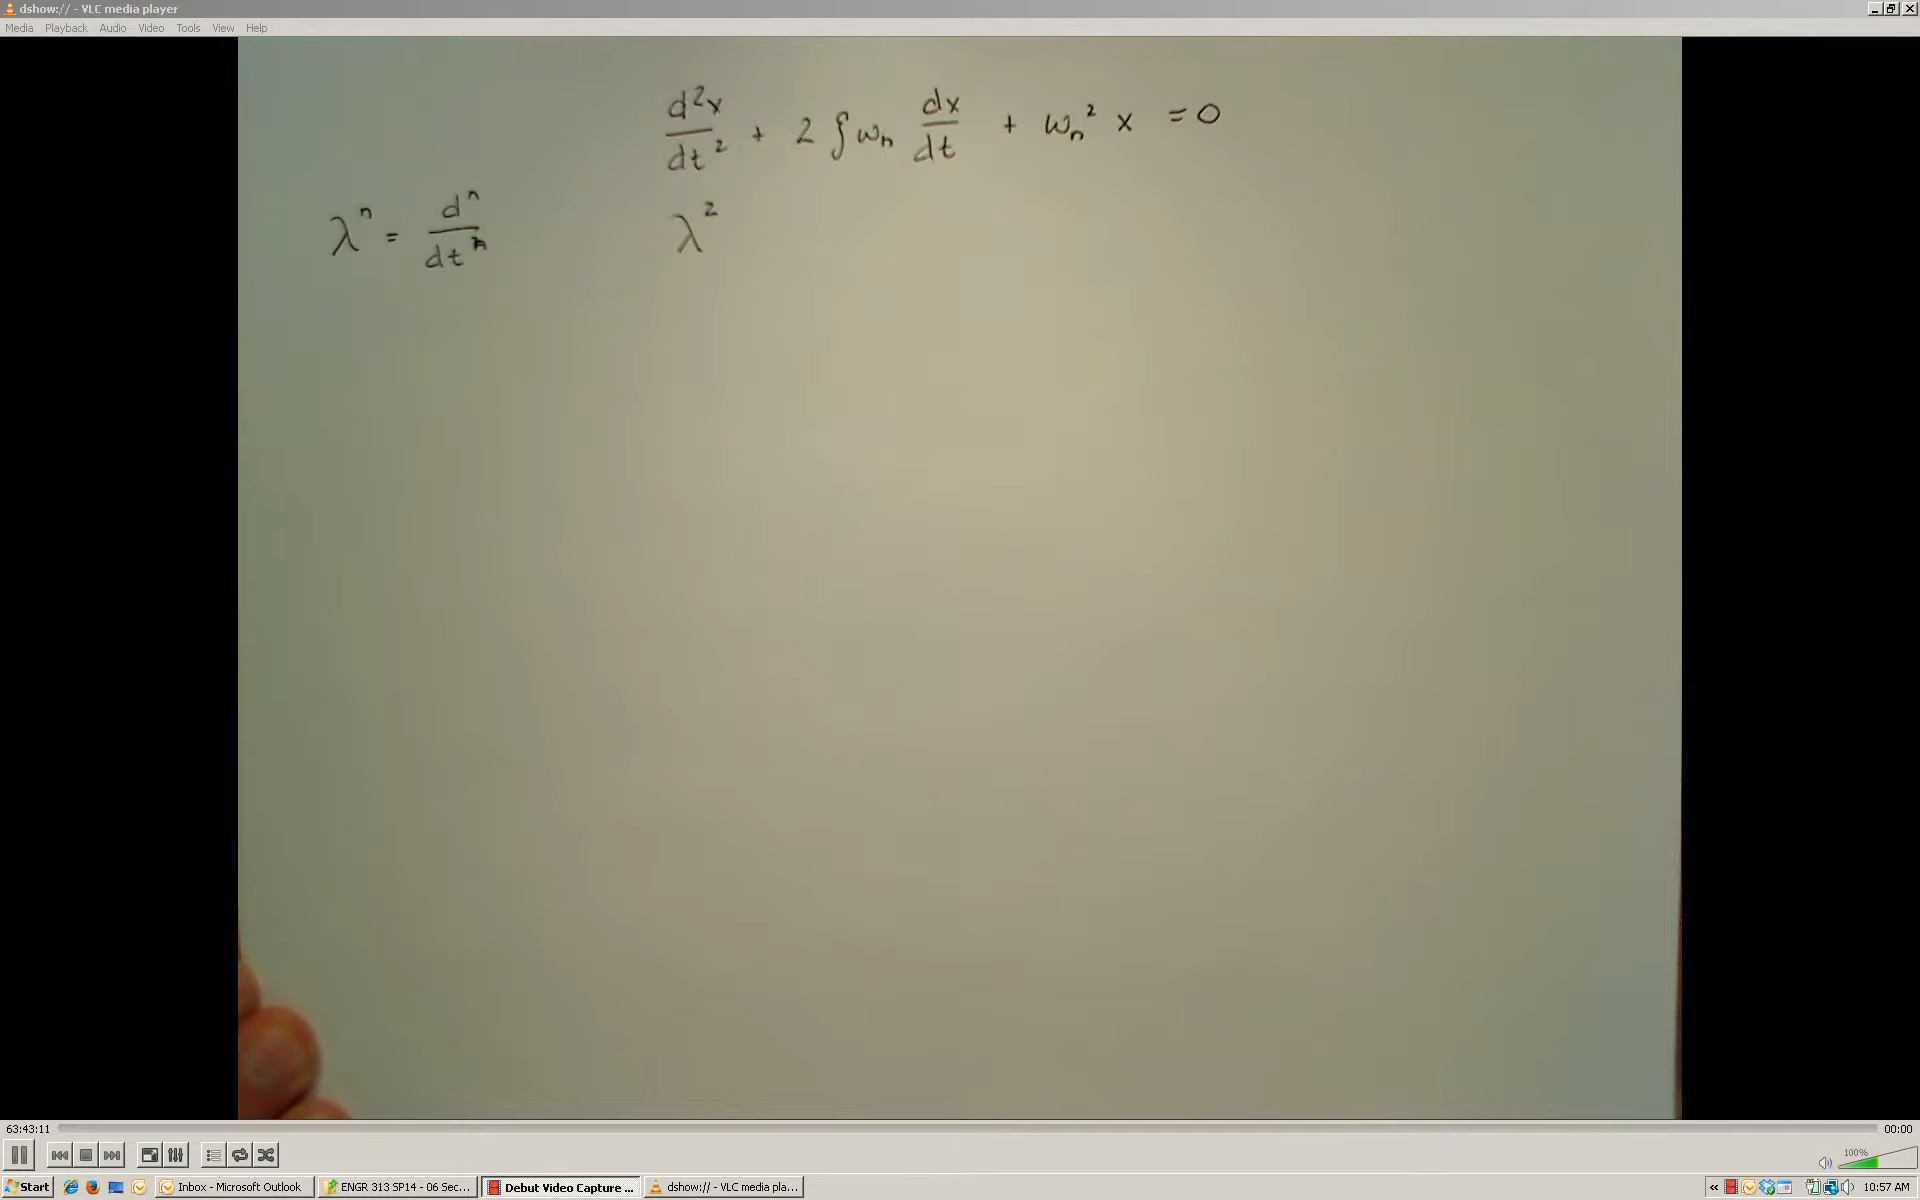 dshow:// - VLC media player
Media Playback Audio Video Tools View Help
d²x/dt² + 2 ζ ωₙ dx/dt + ωₙ² x = 0
λⁿ = dⁿ/dtⁿ λ²
63:43:11 00:00
100%
Start Inbox - Microsoft Outlook ENGR 313 SP14 - 06 Sec... Debut Video Capture ... dshow:// - VLC media pla... « 10:57 AM